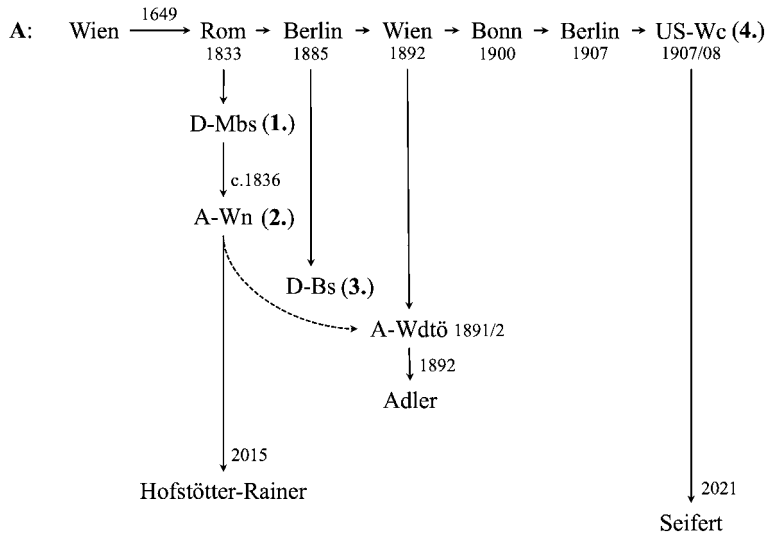 1649
A: Wien → Rom → Berlin → Wien → Bonn → Berlin → US-Wc (4.)
1833 1885 1892 1900 1907 1907/08
D-Mbs (1.)
c.1836
A-Wn (2.)
D-Bs (3.)
A-Wdtö 1891/2
1892
Adler
2015
Hofstötter-Rainer
2021
Seifert